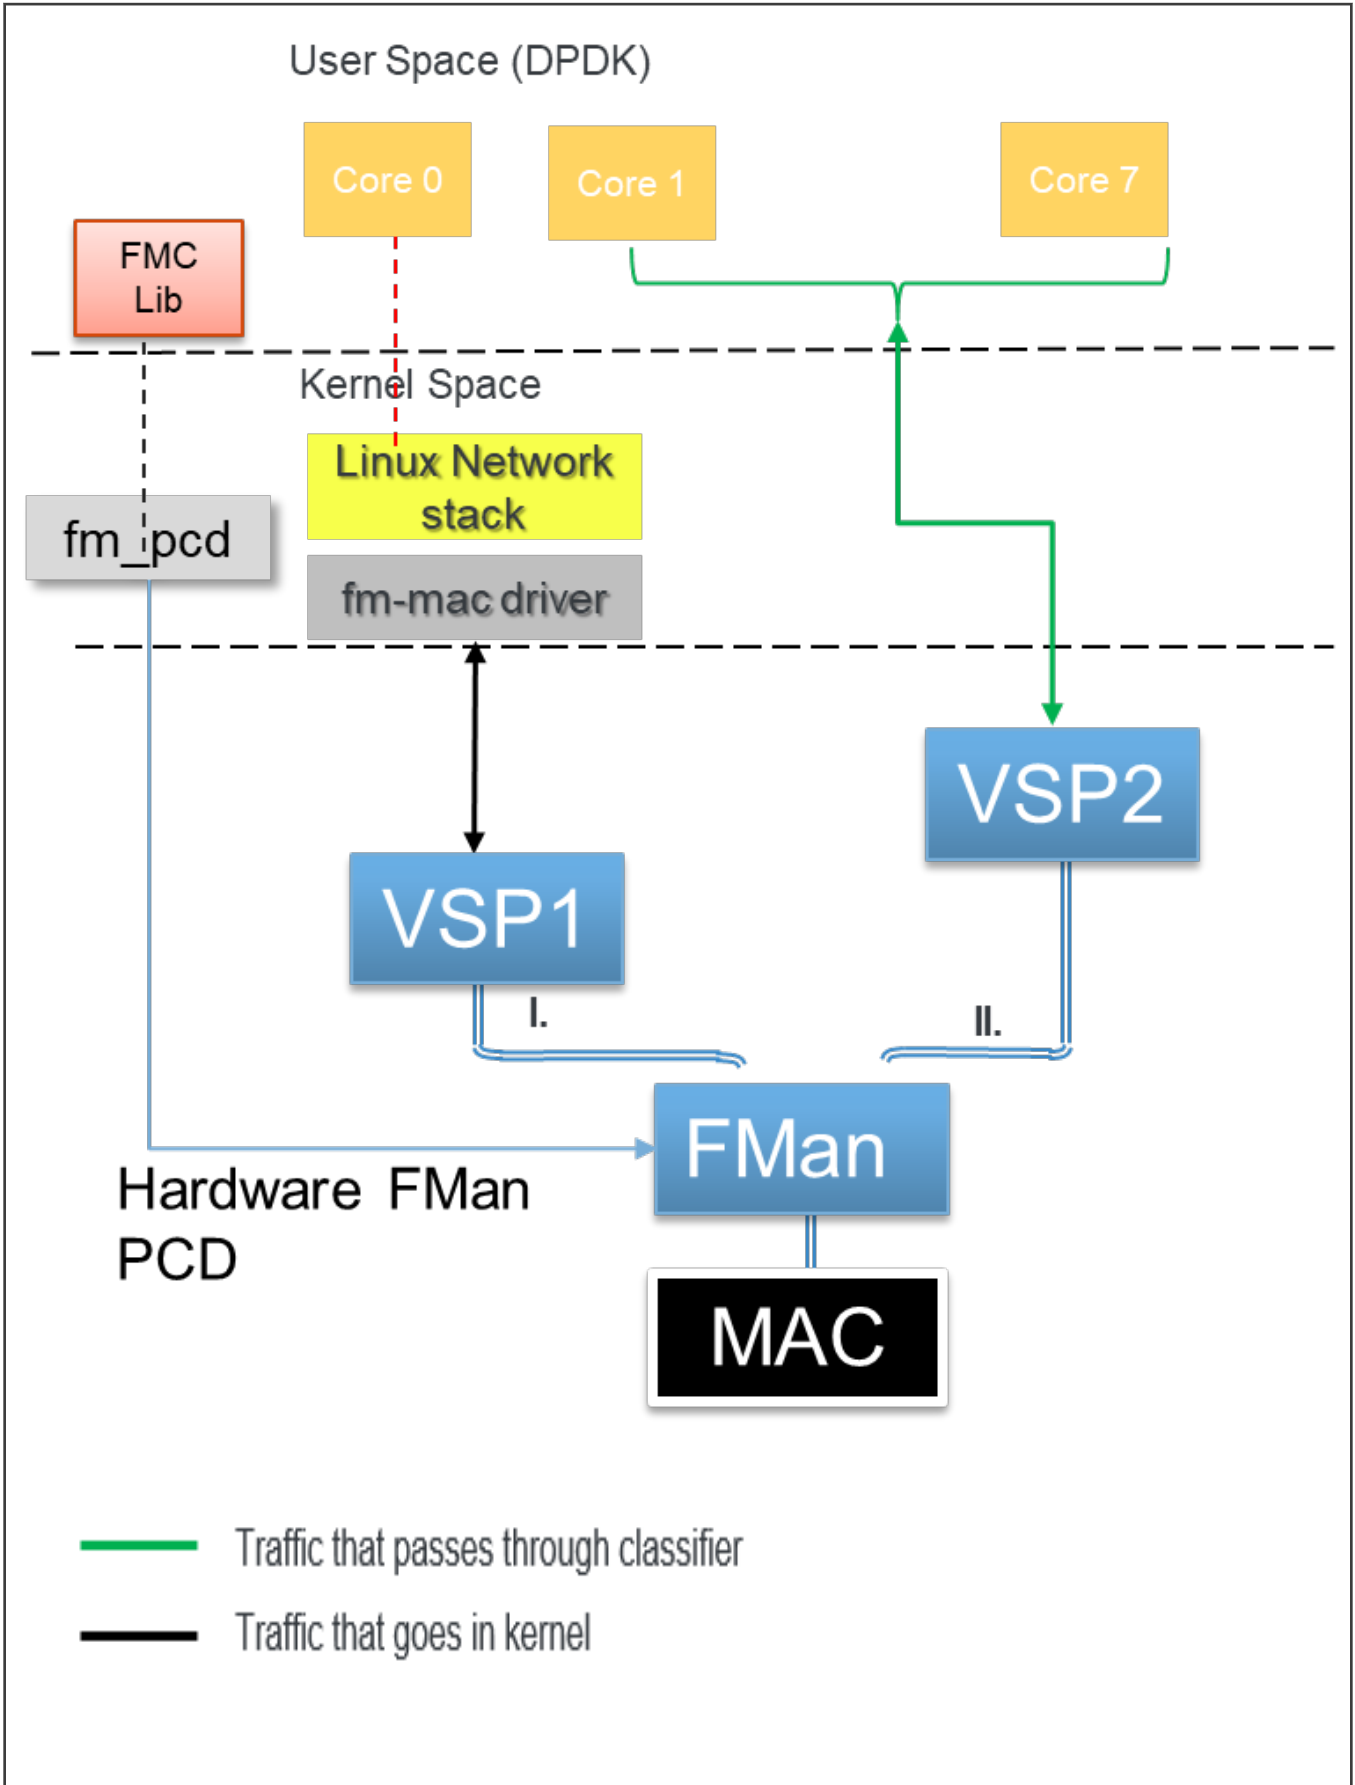 User Space (DPDK)
Core 0
Core 1
Core 7
FMC
Lib
Kernel Space
Linux Network
stack
fm_pcd
fm-mac driver
VSP2
VSP1
I.
II.
FMan
Hardware FMan
PCD
MAC
Traffic that passes through classifier
Traffic that goes in kernel